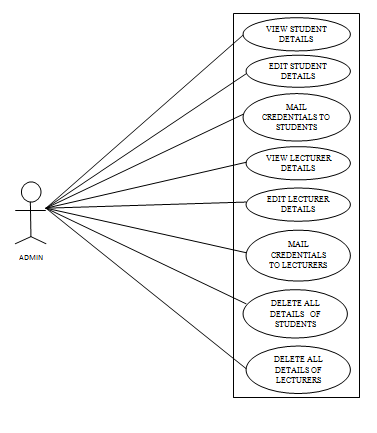 VIEW STUDENT
DETAILS
EDIT STUDENT
DETAILS
MAIL
CREDENTIALS TO
STUDENTS
VIEW LECTURER
DETAILS
EDIT LECTURER
DETAILS
MAIL
CREDENTIALS
TO LECTURERS
DELETE ALL
DETAILS OF
STUDENTS
DELETE ALL
DETAILS OF
LECTURERS
ADMIN